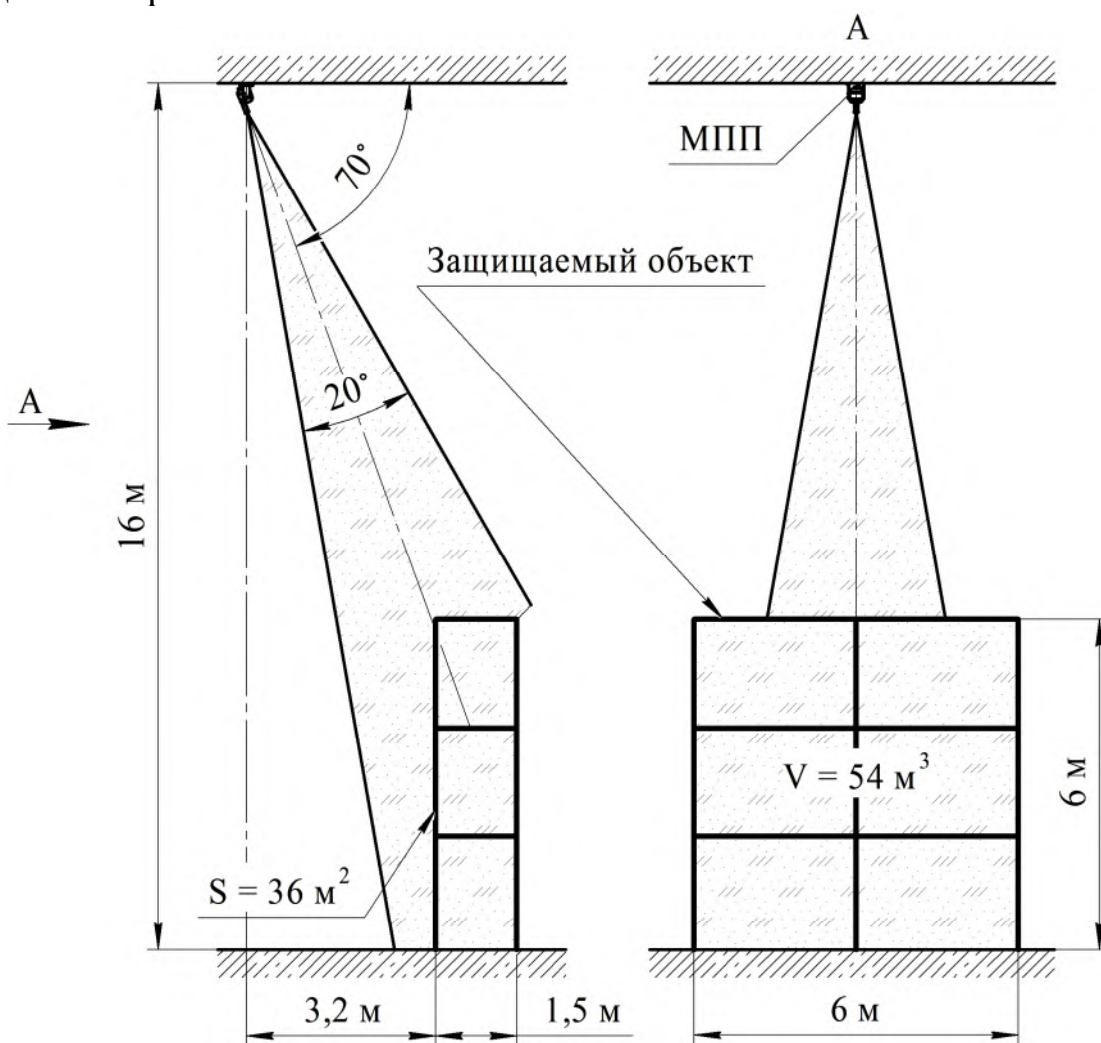 А
МПП
70°
Защищаемый объект
20°
А
16 м
V = 54 м³
6 м
S = 36 м²
3,2 м
1,5 м
6 м